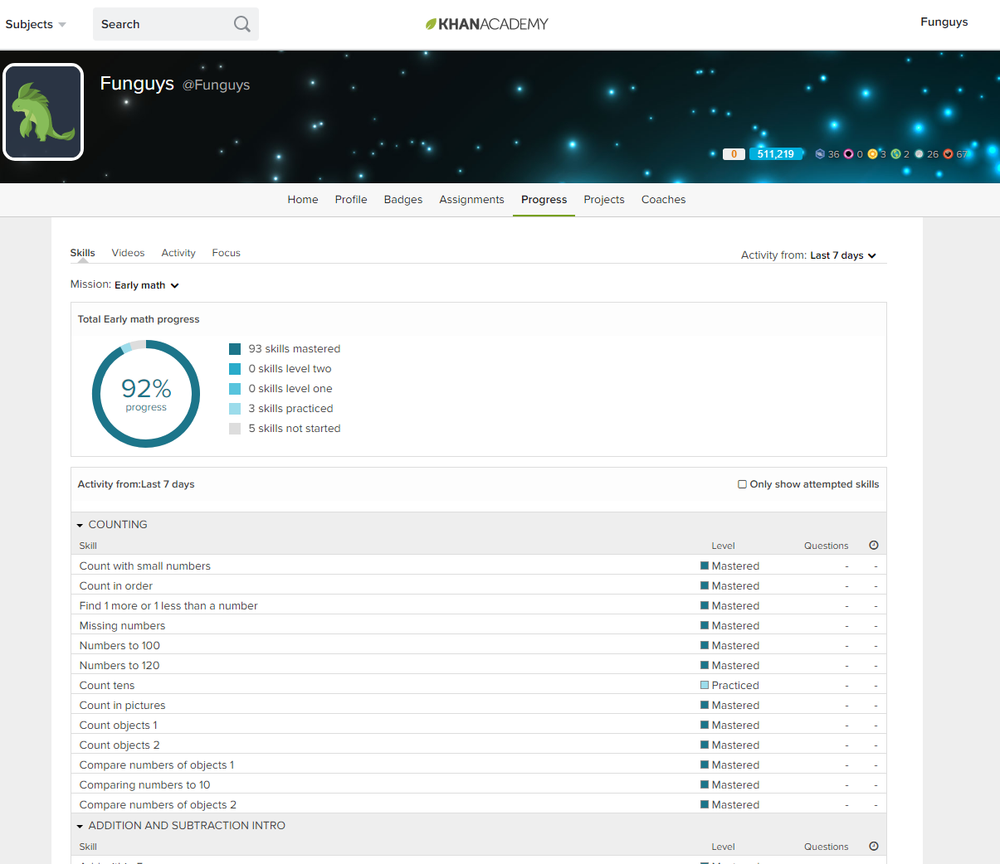 Subjects Search KHANACADEMY Funguys
Funguys @Funguys
0 511,219 36 0 3 2 26 67
Home Profile Badges Assignments Progress Projects Coaches
Skills Videos Activity Focus Activity from: Last 7 days
Mission: Early math
Total Early math progress
92%
progress
93 skills mastered
0 skills level two
0 skills level one
3 skills practiced
5 skills not started
Activity from:Last 7 days Only show attempted skills
COUNTING
Skill Level Questions
Count with small numbers Mastered - -
Count in order Mastered - -
Find 1 more or 1 less than a number Mastered - -
Missing numbers Mastered - -
Numbers to 100 Mastered - -
Numbers to 120 Mastered - -
Count tens Practiced - -
Count in pictures Mastered - -
Count objects 1 Mastered - -
Count objects 2 Mastered - -
Compare numbers of objects 1 Mastered - -
Comparing numbers to 10 Mastered - -
Compare numbers of objects 2 Mastered - -
ADDITION AND SUBTRACTION INTRO
Skill Level Questions